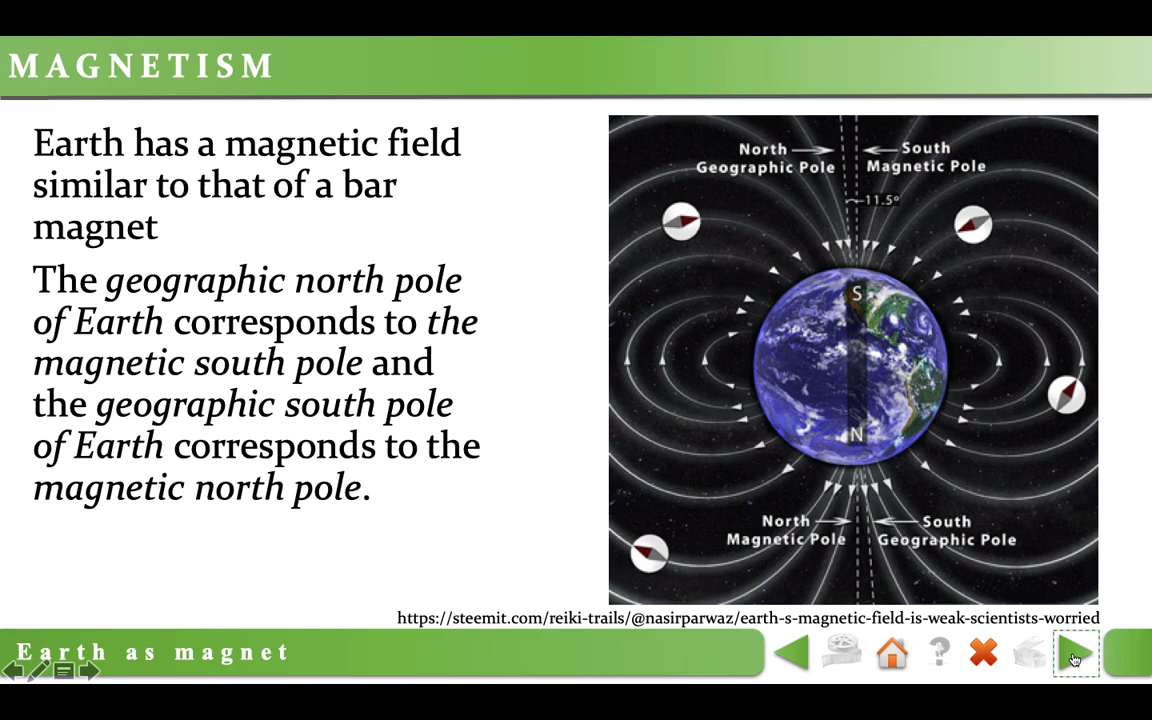 MAGNETISM
Earth has a magnetic field
similar to that of a bar
magnet
The geographic north pole
of Earth corresponds to the
magnetic south pole and
the geographic south pole
of Earth corresponds to the
magnetic north pole.
North
Geographic Pole
South
Magnetic Pole
11.5º
S
N
North
Magnetic Pole
South
Geographic Pole
https://steemit.com/reiki-trails/@nasirparwaz/earth-s-magnetic-field-is-weak-scientists-worried
Earth as magnet
?